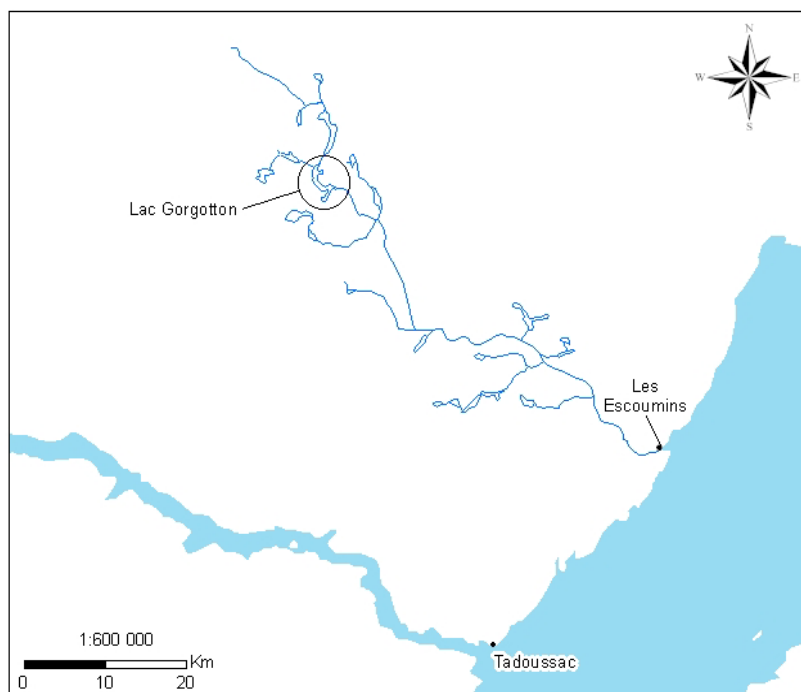 N
W E
S
Lac Gorgotton
Les
Escoumins
1:600 000
Km
0 10 20
Tadoussac